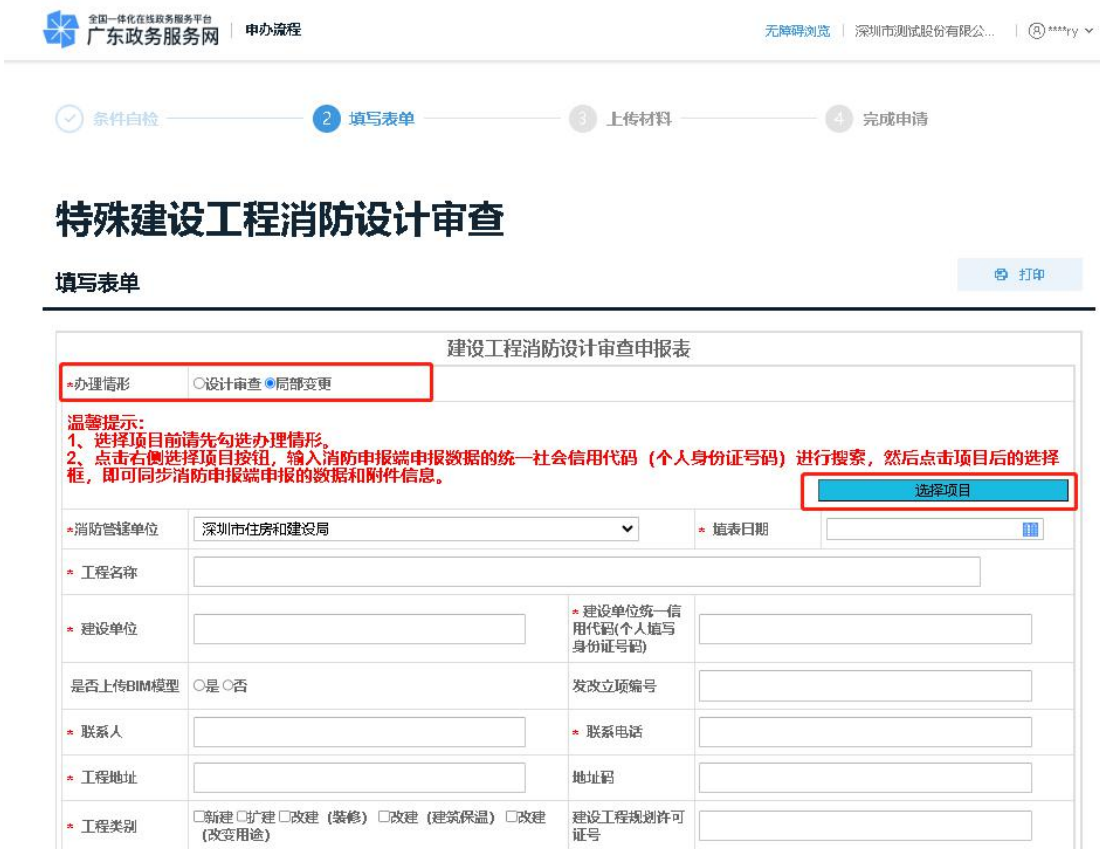 全国一体化在线政务服务平台
广东政务服务网 申办流程 无障碍浏览 深圳市测试股份有限公... ****ry
条件自检 2 填写表单 3 上传材料 4 完成申请
特殊建设工程消防设计审查
填写表单 打印
建设工程消防设计审查申报表
*办理情形 设计审查 局部变更
温馨提示:
1、选择项目前请先勾选办理情形。
2、点击右侧选择项目按钮，输入消防申报端申报数据的统一社会信用代码（个人身份证号码）进行搜索，然后点击项目后的选择
框，即可同步消防申报端申报的数据和附件信息。
选择项目
*消防管辖单位 深圳市住房和建设局 * 填表日期
* 工程名称
* 建设单位 * 建设单位统一信
用代码(个人填写
身份证号码)
是否上传BIM模型 是 否 发改立项编号
* 联系人 * 联系电话
* 工程地址 地址码
* 工程类别 新建 扩建 改建（装修） 改建（建筑保温） 改建
（改变用途） 建设工程规划许可
证号